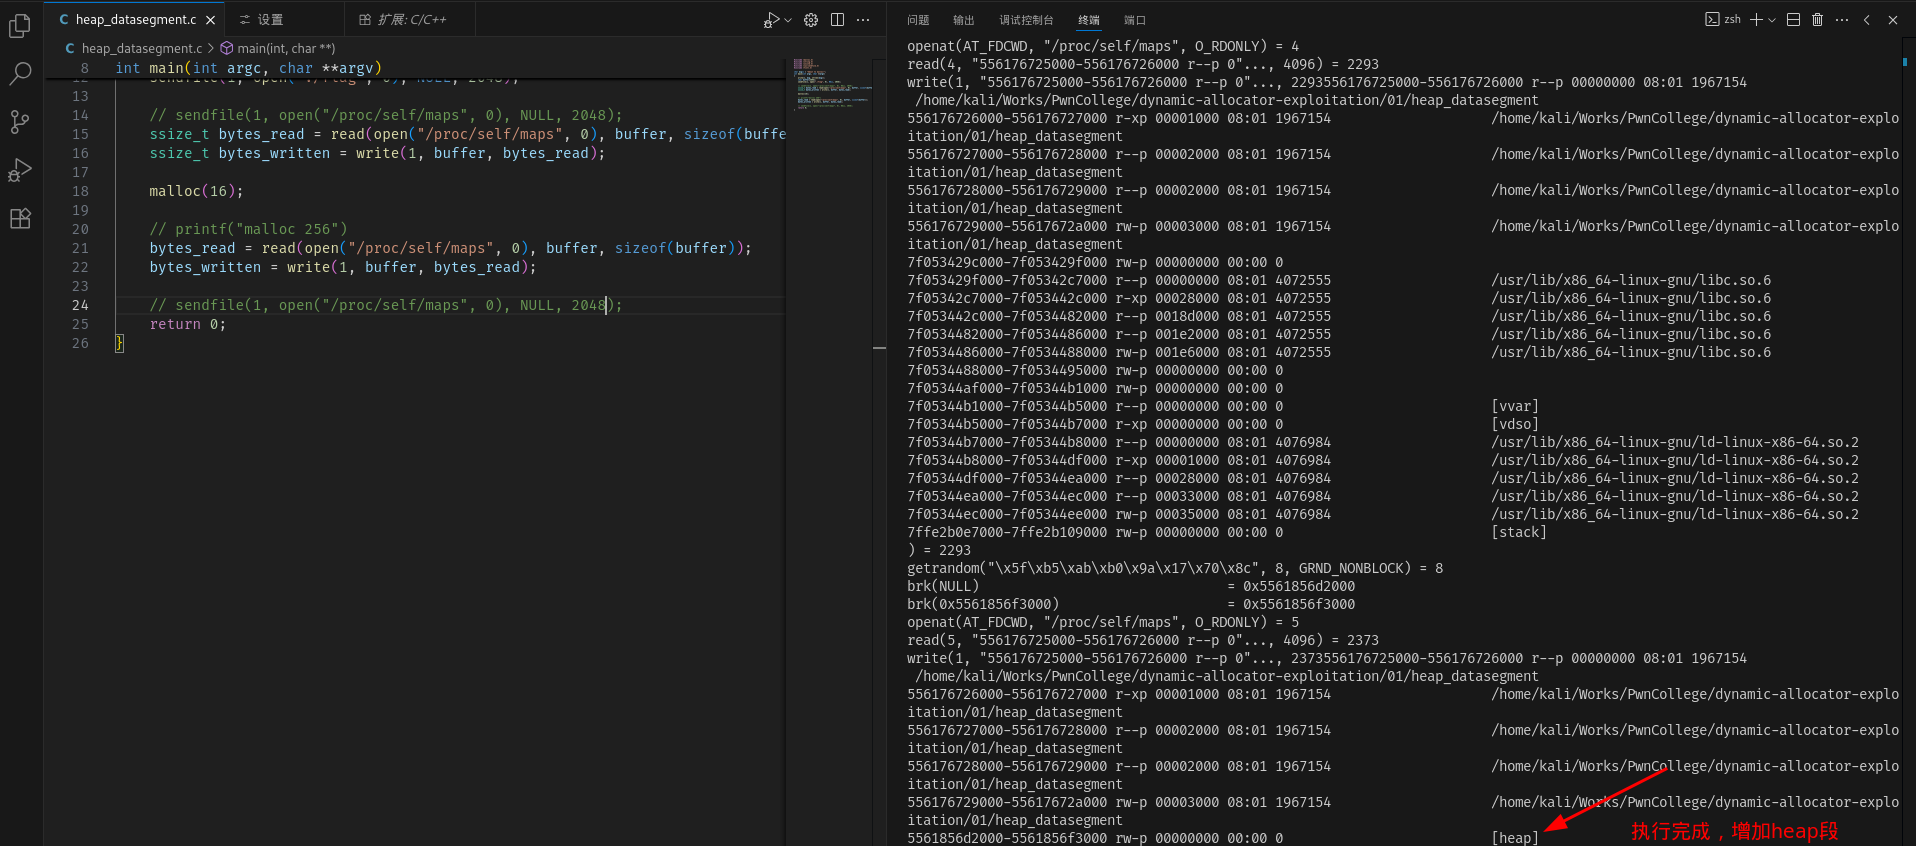 heap_datasegment.c
设置
扩展: C/C++
C heap_datasegment.c > main(int, char **)
8 int main(int argc, char **argv)
13
14 // sendfile(1, open("/proc/self/maps", 0), NULL, 2048);
15 ssize_t bytes_read = read(open("/proc/self/maps", 0), buffer, sizeof(buffe
16 ssize_t bytes_written = write(1, buffer, bytes_read);
17
18 malloc(16);
19
20 // printf("malloc 256")
21 bytes_read = read(open("/proc/self/maps", 0), buffer, sizeof(buffer));
22 bytes_written = write(1, buffer, bytes_read);
23
24 // sendfile(1, open("/proc/self/maps", 0), NULL, 2048);
25 return 0;
26 }
问题 输出 调试控制台 终端 端口
zsh
openat(AT_FDCWD, "/proc/self/maps", O_RDONLY) = 4
read(4, "556176725000-556176726000 r--p 0"..., 4096) = 2293
write(1, "556176725000-556176726000 r--p 0"..., 2293556176725000-556176726000 r--p 00000000 08:01 1967154
/home/kali/Works/PwnCollege/dynamic-allocator-exploitation/01/heap_datasegment
556176726000-556176727000 r-xp 00001000 08:01 1967154 /home/kali/Works/PwnCollege/dynamic-allocator-explo
itation/01/heap_datasegment
556176727000-556176728000 r--p 00002000 08:01 1967154 /home/kali/Works/PwnCollege/dynamic-allocator-explo
itation/01/heap_datasegment
556176728000-556176729000 r--p 00002000 08:01 1967154 /home/kali/Works/PwnCollege/dynamic-allocator-explo
itation/01/heap_datasegment
556176729000-55617672a000 rw-p 00003000 08:01 1967154 /home/kali/Works/PwnCollege/dynamic-allocator-explo
itation/01/heap_datasegment
7f053429c000-7f053429f000 rw-p 00000000 00:00 0
7f053429f000-7f05342c7000 r--p 00000000 08:01 4072555 /usr/lib/x86_64-linux-gnu/libc.so.6
7f05342c7000-7f053442c000 r-xp 00028000 08:01 4072555 /usr/lib/x86_64-linux-gnu/libc.so.6
7f053442c000-7f0534482000 r--p 0018d000 08:01 4072555 /usr/lib/x86_64-linux-gnu/libc.so.6
7f0534482000-7f0534486000 r--p 001e2000 08:01 4072555 /usr/lib/x86_64-linux-gnu/libc.so.6
7f0534486000-7f0534488000 rw-p 001e6000 08:01 4072555 /usr/lib/x86_64-linux-gnu/libc.so.6
7f0534488000-7f0534495000 rw-p 00000000 00:00 0
7f05344af000-7f05344b1000 rw-p 00000000 00:00 0
7f05344b1000-7f05344b5000 r--p 00000000 00:00 0 [vvar]
7f05344b5000-7f05344b7000 r-xp 00000000 00:00 0 [vdso]
7f05344b7000-7f05344b8000 r--p 00000000 08:01 4076984 /usr/lib/x86_64-linux-gnu/ld-linux-x86-64.so.2
7f05344b8000-7f05344df000 r-xp 00001000 08:01 4076984 /usr/lib/x86_64-linux-gnu/ld-linux-x86-64.so.2
7f05344df000-7f05344ea000 r--p 00028000 08:01 4076984 /usr/lib/x86_64-linux-gnu/ld-linux-x86-64.so.2
7f05344ea000-7f05344ec000 r--p 00033000 08:01 4076984 /usr/lib/x86_64-linux-gnu/ld-linux-x86-64.so.2
7f05344ec000-7f05344ee000 rw-p 00035000 08:01 4076984 /usr/lib/x86_64-linux-gnu/ld-linux-x86-64.so.2
7ffe2b0e7000-7ffe2b109000 rw-p 00000000 00:00 0 [stack]
) = 2293
getrandom("\x5f\xb5\xab\xb0\x9a\x17\x70\x8c", 8, GRND_NONBLOCK) = 8
brk(NULL) = 0x5561856d2000
brk(0x5561856f3000) = 0x5561856f3000
openat(AT_FDCWD, "/proc/self/maps", O_RDONLY) = 5
read(5, "556176725000-556176726000 r--p 0"..., 4096) = 2373
write(1, "556176725000-556176726000 r--p 0"..., 2373556176725000-556176726000 r--p 00000000 08:01 1967154
/home/kali/Works/PwnCollege/dynamic-allocator-exploitation/01/heap_datasegment
556176726000-556176727000 r-xp 00001000 08:01 1967154 /home/kali/Works/PwnCollege/dynamic-allocator-explo
itation/01/heap_datasegment
556176727000-556176728000 r--p 00002000 08:01 1967154 /home/kali/Works/PwnCollege/dynamic-allocator-explo
itation/01/heap_datasegment
556176728000-556176729000 r--p 00002000 08:01 1967154 /home/kali/Works/PwnCollege/dynamic-allocator-explo
itation/01/heap_datasegment
556176729000-55617672a000 rw-p 00003000 08:01 1967154 /home/kali/Works/PwnCollege/dynamic-allocator-explo
itation/01/heap_datasegment
5561856d2000-5561856f3000 rw-p 00000000 00:00 0 [heap]
执行完成，增加heap段